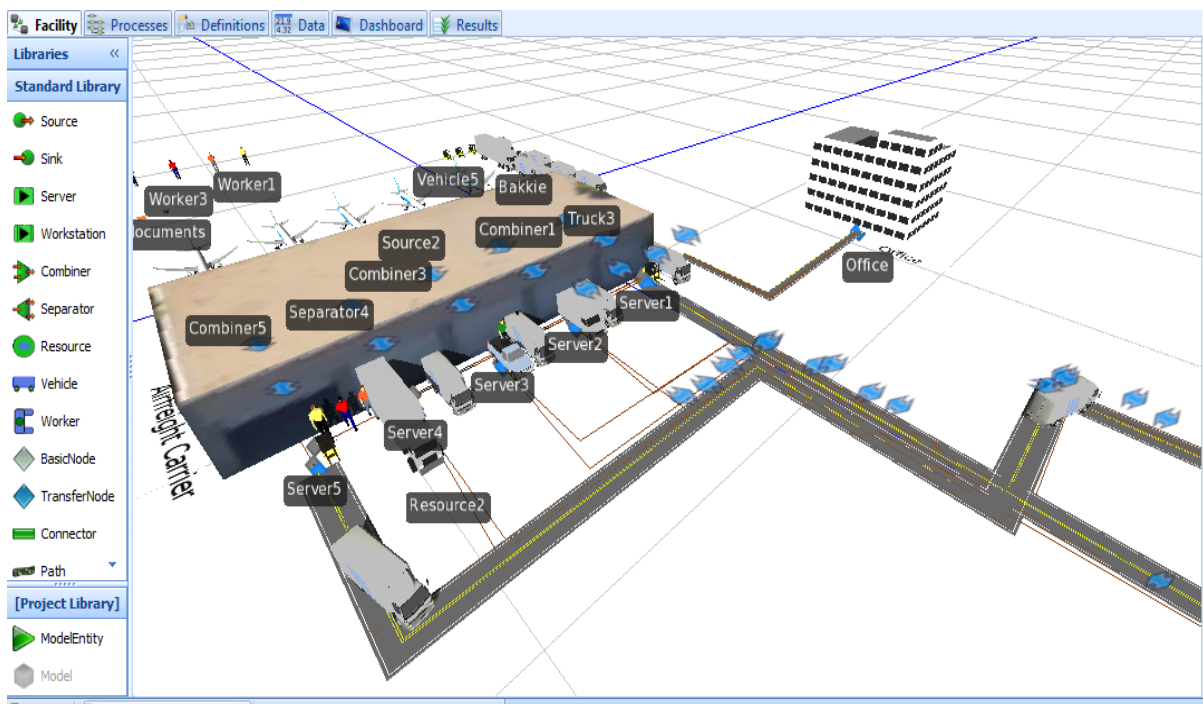 Facility
Processes
Definitions
Data
Dashboard
Results
Libraries
Standard Library
Source
Sink
Server
Workstation
Combiner
Separator
Resource
Vehicle
Worker
BasicNode
TransferNode
Connector
Path
[Project Library]
ModelEntity
Model
Worker1
Worker3
ocuments
Vehicle5
Bakkie
Truck3
Combiner1
Source2
Combiner3
Separator4
Combiner5
Office
Office
Server1
Server2
Server3
Server4
Server5
Resource2
Airfreight Carrier